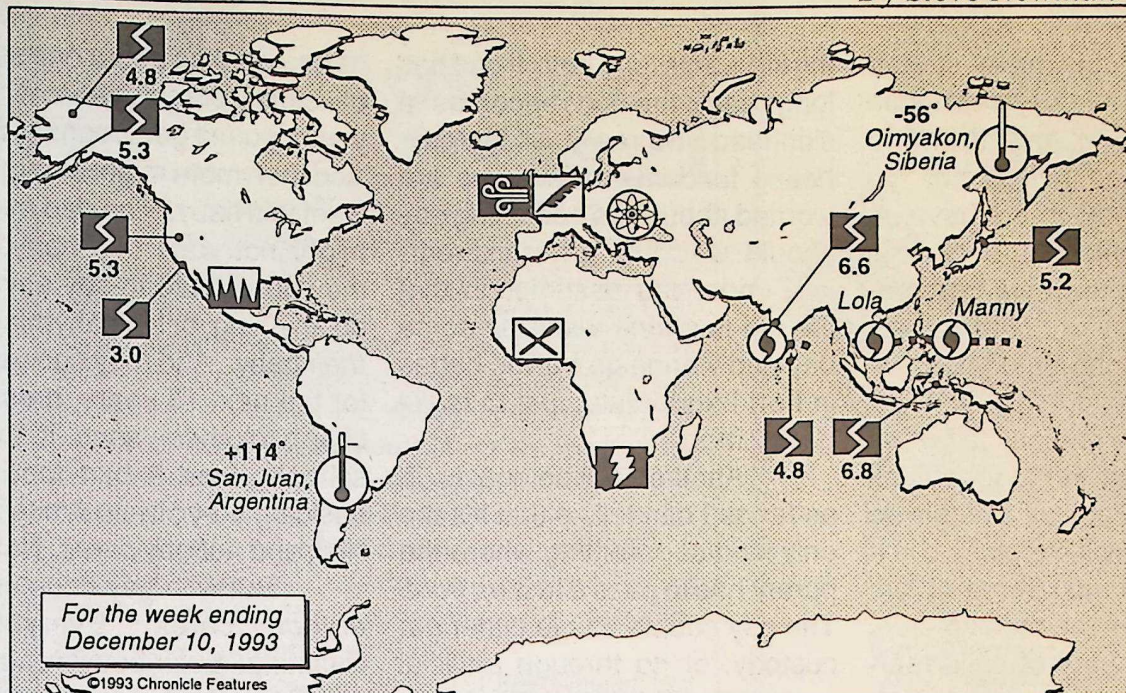 4.8
5.3
5.3
3.0
+114°
San Juan,
Argentina
-56°
Oimyakon,
Siberia
6.6
5.2
Lola
Manny
4.8
6.8
For the week ending
December 10, 1993
©1993 Chronicle Features